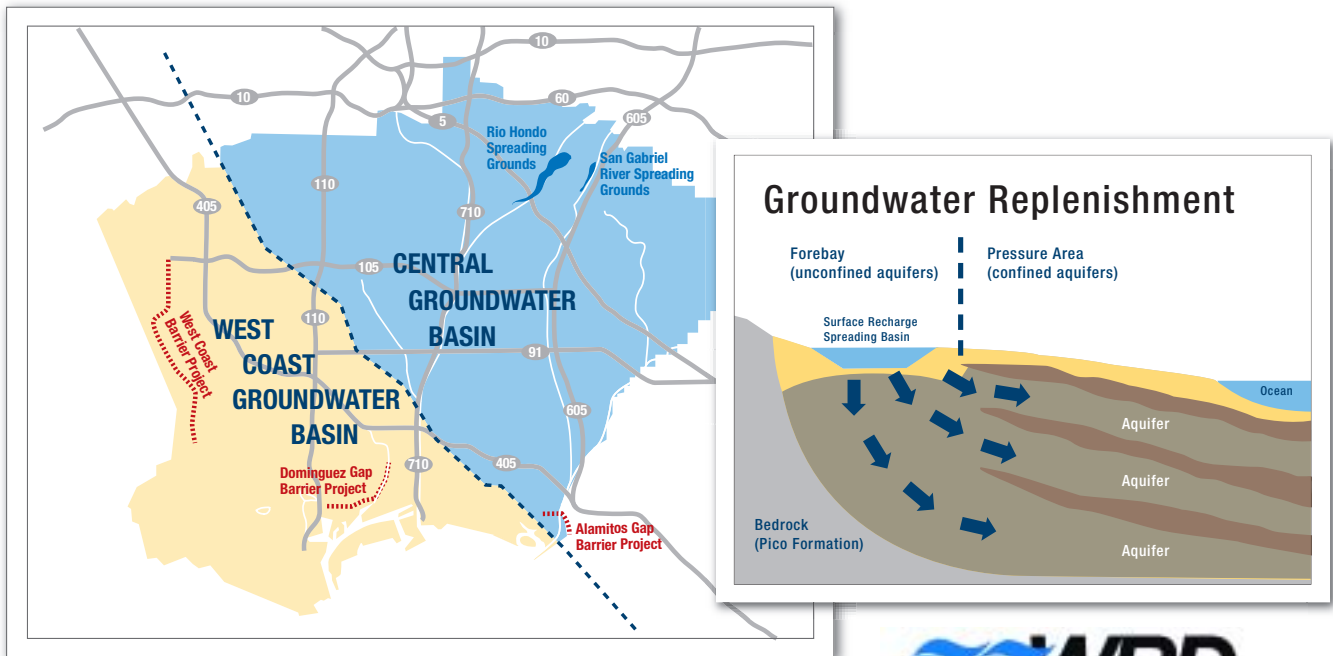 10
10
60
5
605
Rio Hondo
Spreading
Grounds
San Gabriel
River Spreading
Grounds
110
405
710
105
CENTRAL
GROUNDWATER
BASIN
110
WEST
COAST
GROUNDWATER
BASIN
West Coast
Barrier Project
91
605
Dominguez Gap
Barrier Project
710
405
Alamitos Gap
Barrier Project
Groundwater Replenishment
Forebay
(unconfined aquifers)
Pressure Area
(confined aquifers)
Surface Recharge
Spreading Basin
Ocean
Aquifer
Aquifer
Aquifer
Bedrock
(Pico Formation)
WRD